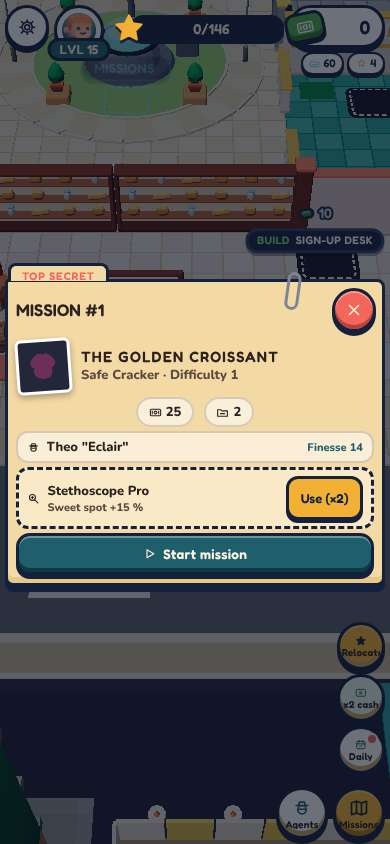 LVL 15
0/146
0
MISSIONS
60
4
10
BUILD SIGN-UP DESK
TOP SECRET
MISSION #1
THE GOLDEN CROISSANT
Safe Cracker · Difficulty 1
25
2
Theo "Eclair"
Finesse 14
Stethoscope Pro
Sweet spot +15 %
Use (x2)
Start mission
Relocate
x2 cash
Daily
Agents
Missions